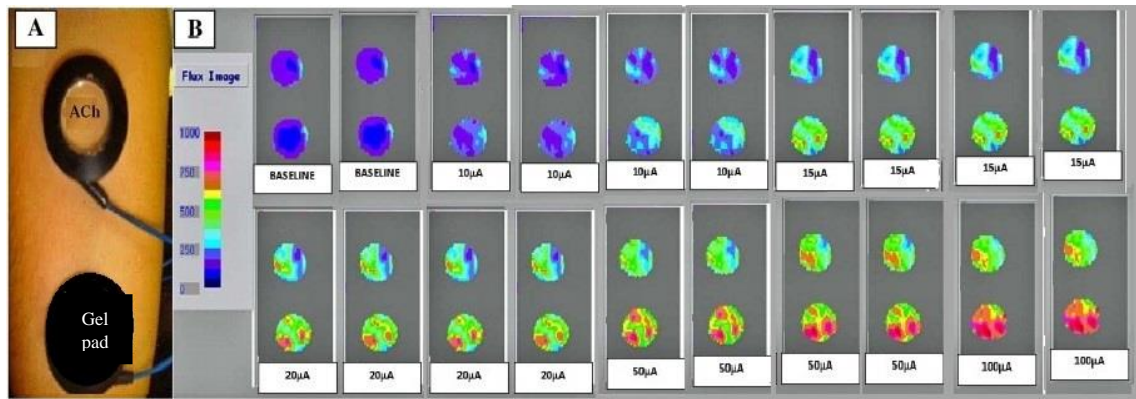 A
ACh
Gel
pad
B
Flux Image
1000
750
500
250
0
BASELINE
BASELINE
10µA
10µA
10µA
10µA
15µA
15µA
15µA
15µA
20µA
20µA
20µA
20µA
50µA
50µA
50µA
50µA
100µA
100µA